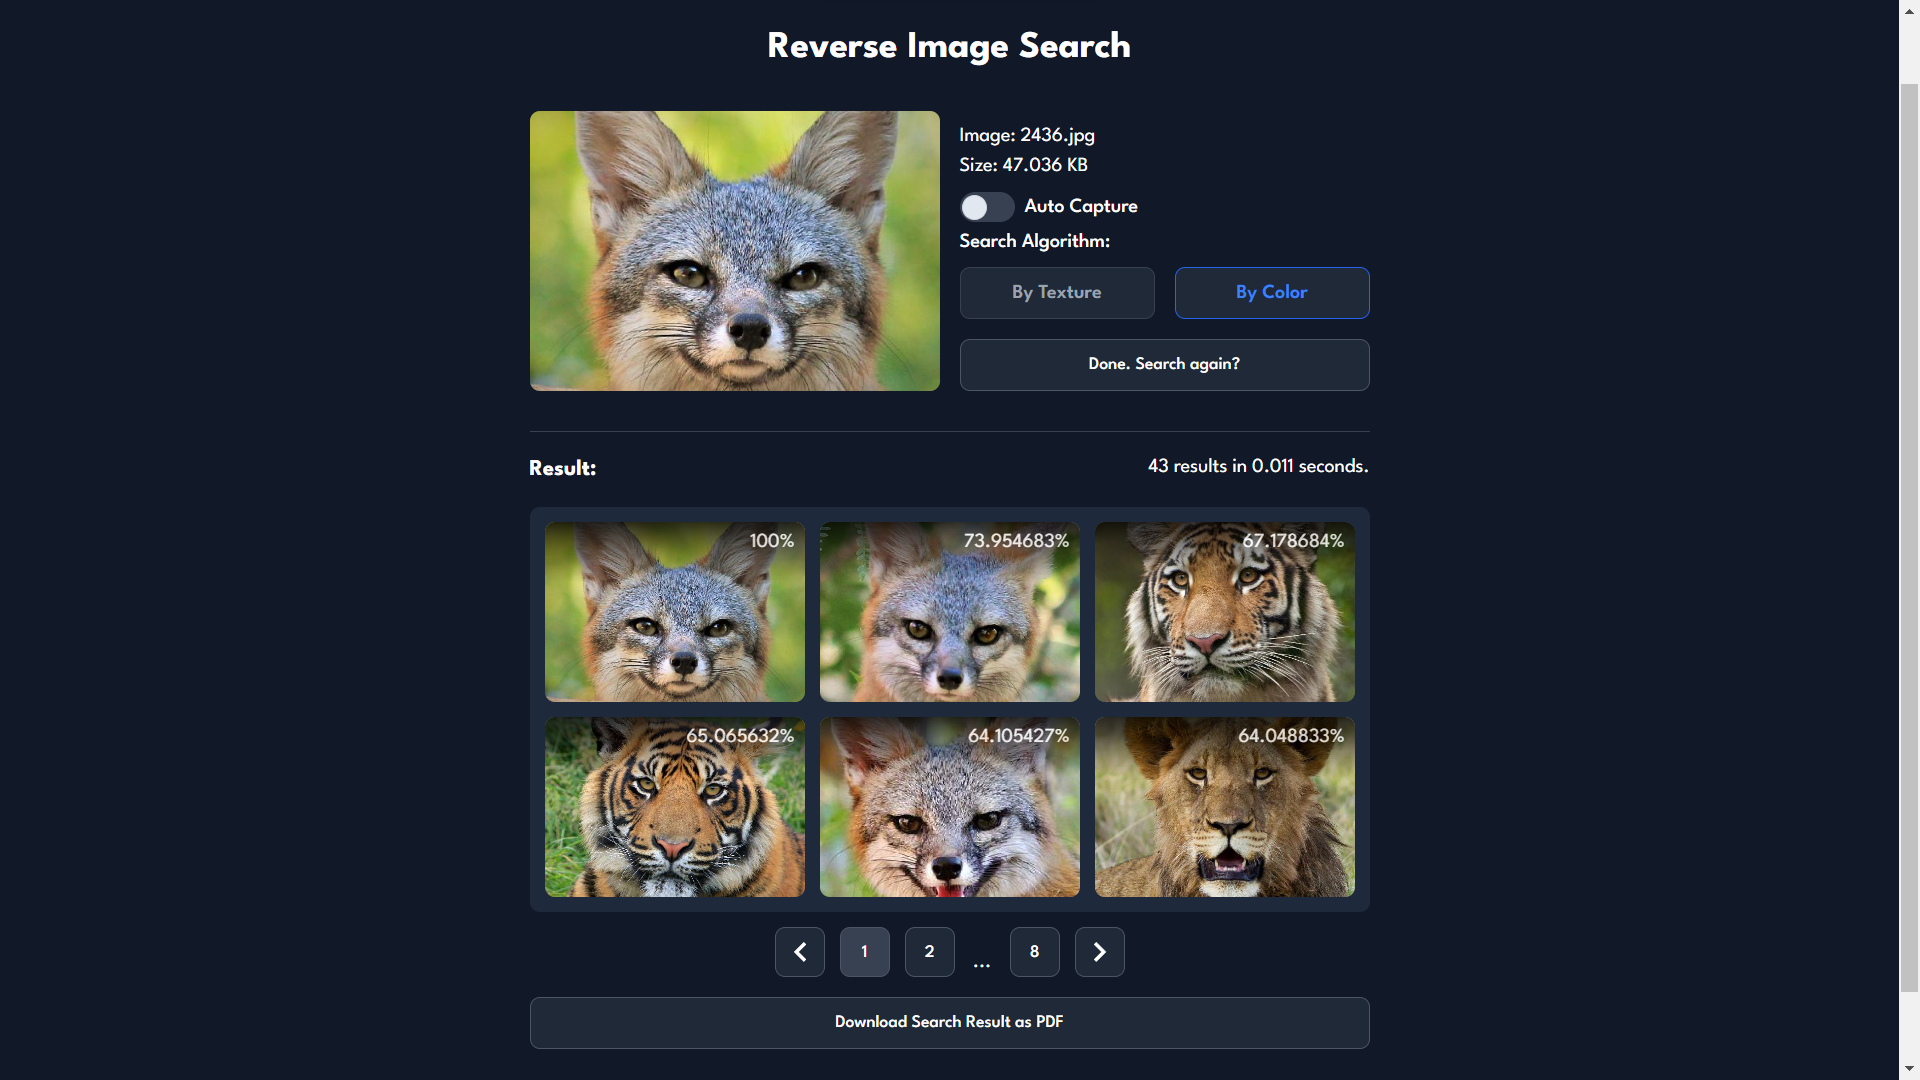 Reverse Image Search
Image: 2436.jpg
Size: 47.036 KB
Auto Capture
Search Algorithm:
By Texture
By Color
Done. Search again?
Result:
43 results in 0.011 seconds.
100%
73.954683%
67.178684%
65.065632%
64.105427%
64.048833%
1
2
...
8
Download Search Result as PDF